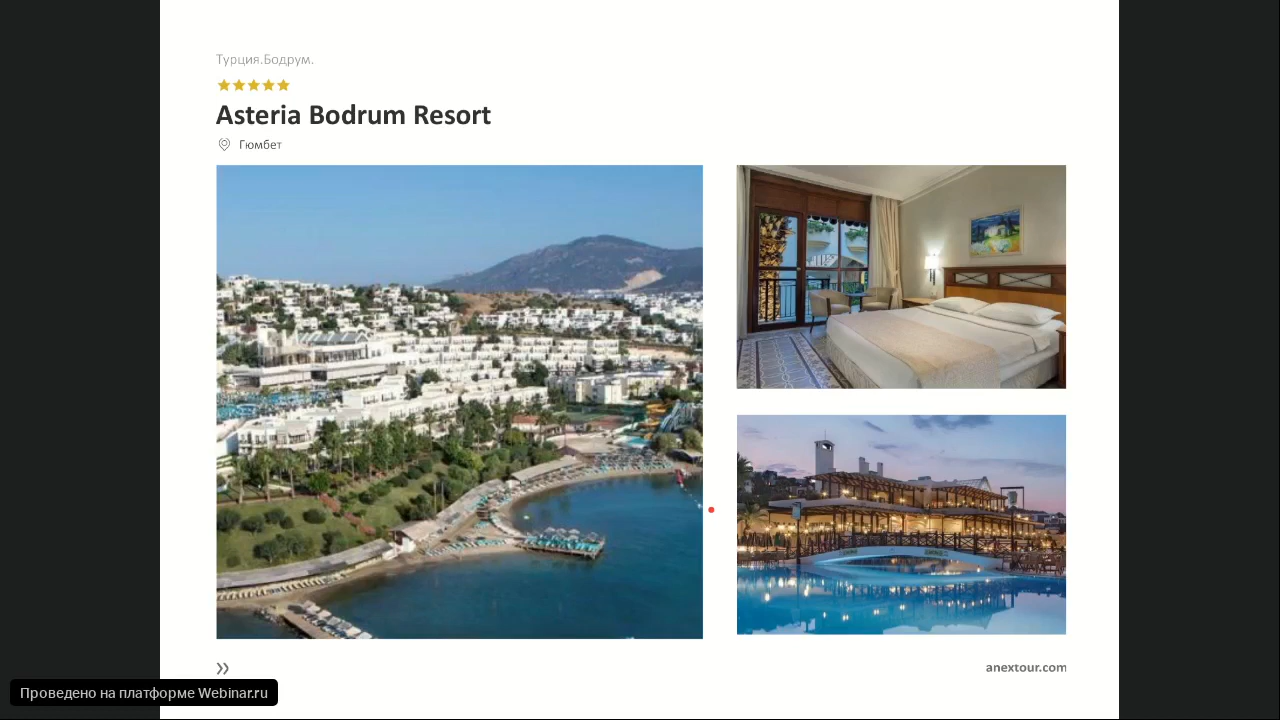 Турция.Бодрум.
Asteria Bodrum Resort
Гюмбет
anextour.com
Проведено на платформе Webinar.ru